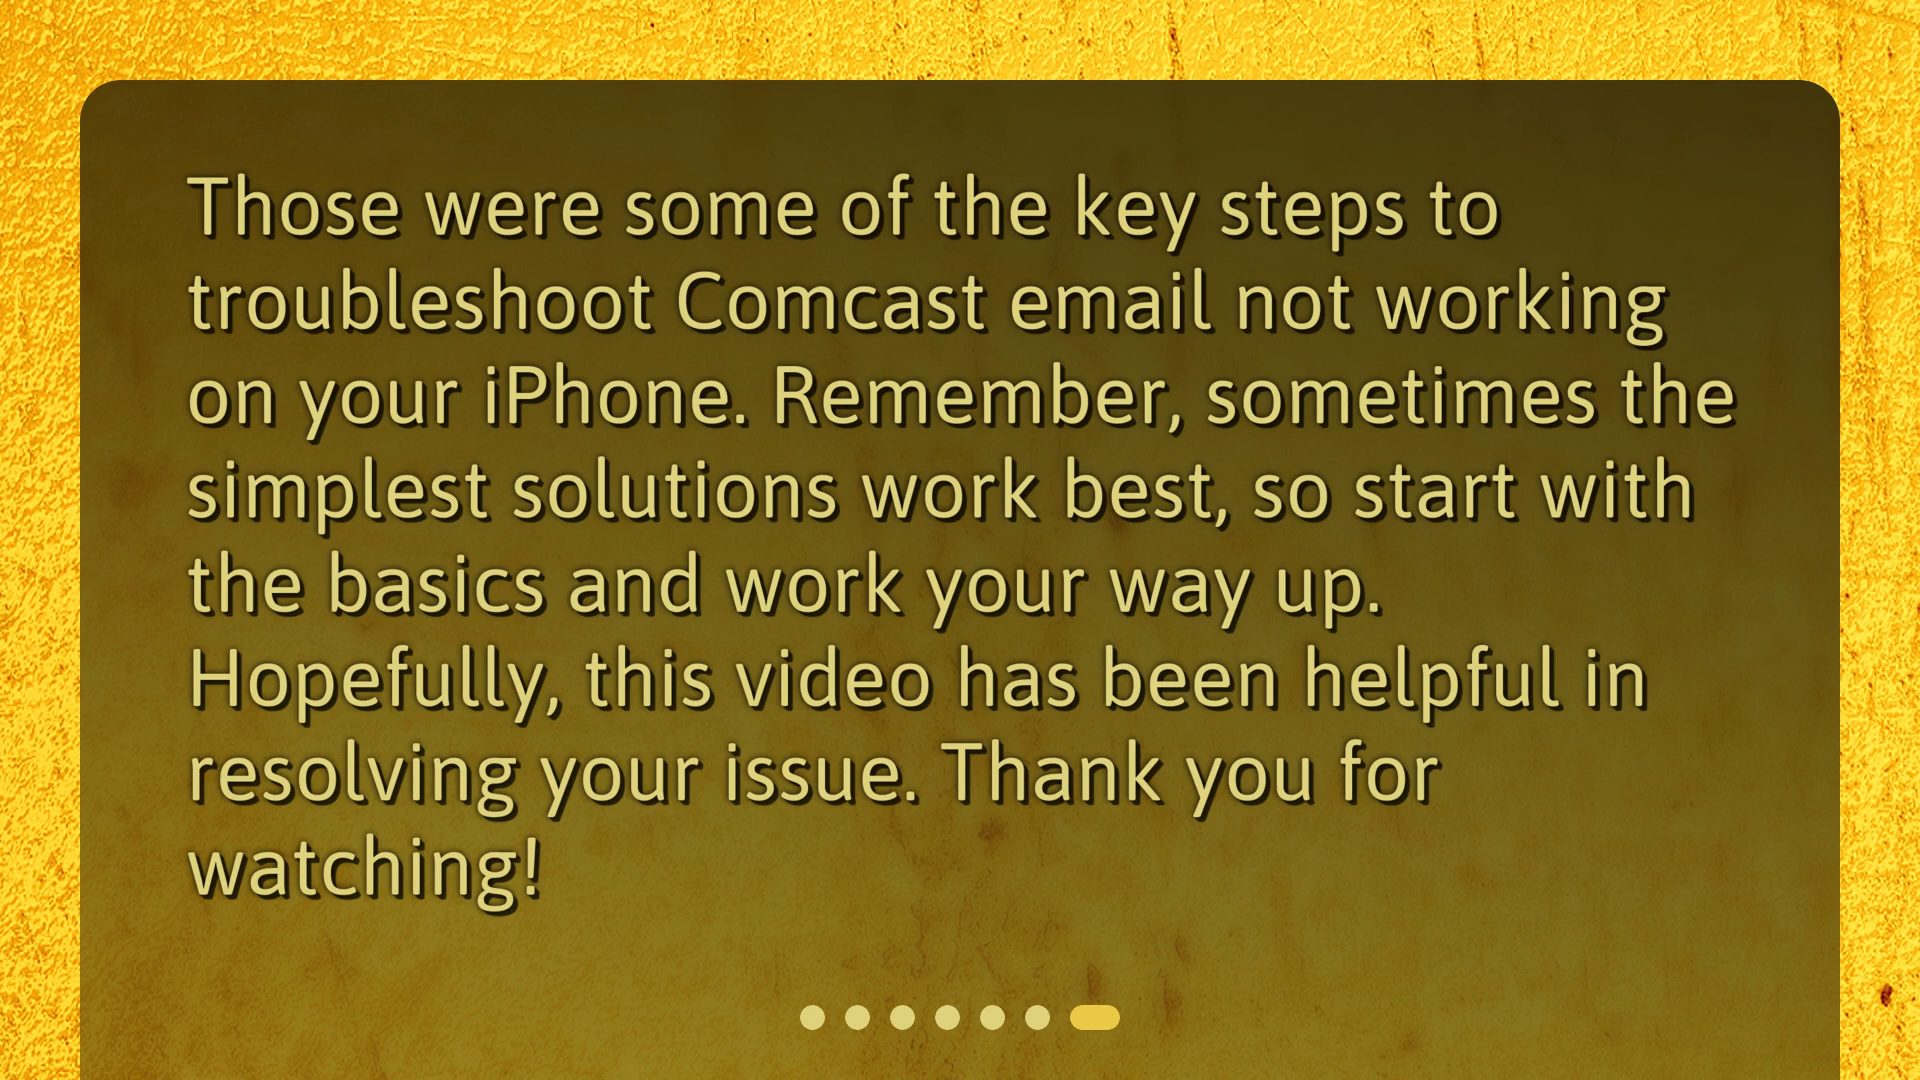 Those were some of the key steps to
troubleshoot Comcast email not working
on your iPhone. Remember, sometimes the
simplest solutions work best, so start with
the basics and work your way up.
Hopefully, this video has been helpful in
resolving your issue. Thank you for
watching!